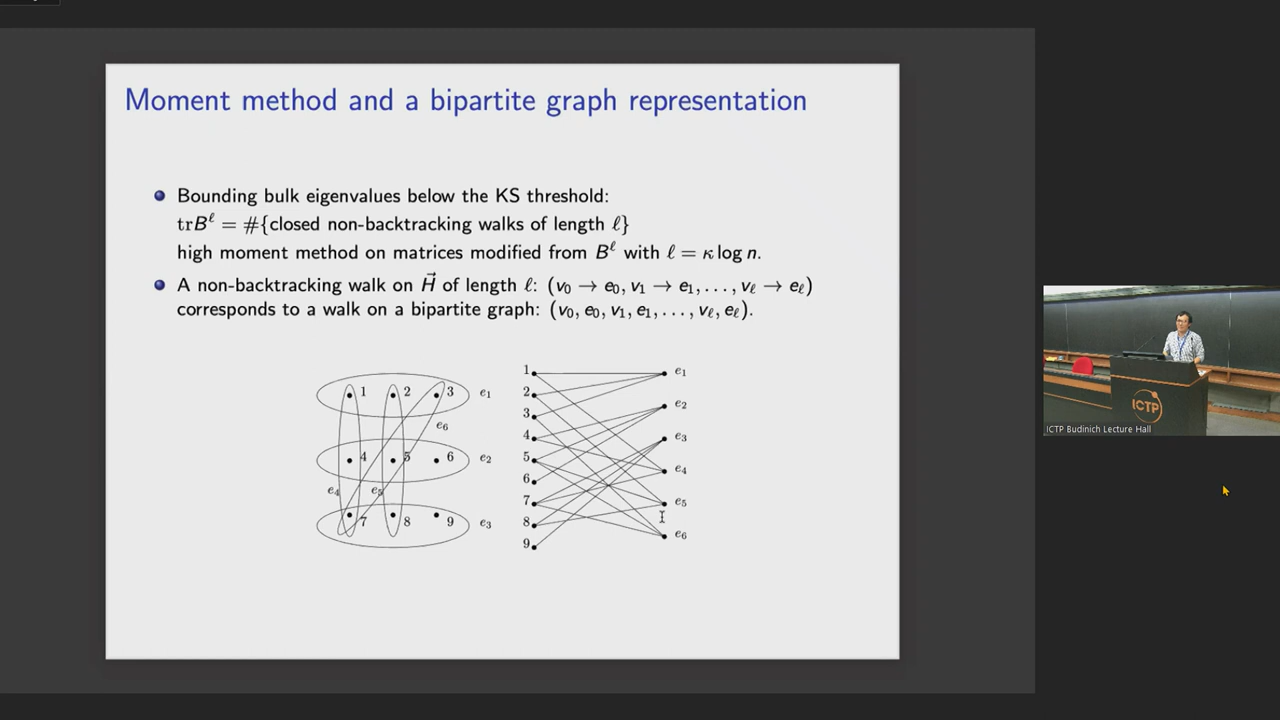 Moment method and a bipartite graph representation
Bounding bulk eigenvalues below the KS threshold:
trB^ℓ = #{closed non-backtracking walks of length ℓ}
high moment method on matrices modified from B^ℓ with ℓ = κ log n.
A non-backtracking walk on H⃗ of length ℓ: (v₀ → e₀, v₁ → e₁, . . . , v_ℓ → e_ℓ)
corresponds to a walk on a bipartite graph: (v₀, e₀, v₁, e₁, . . . , v_ℓ, e_ℓ).
1 2 3 e₁
e₆
4 5 6 e₂
e₄ e₅
7 8 9 e₃
1 e₁
2
3 e₂
4 e₃
5 e₄
6
7 e₅
8 e₆
9
ICTP
ICTP Budinich Lecture Hall